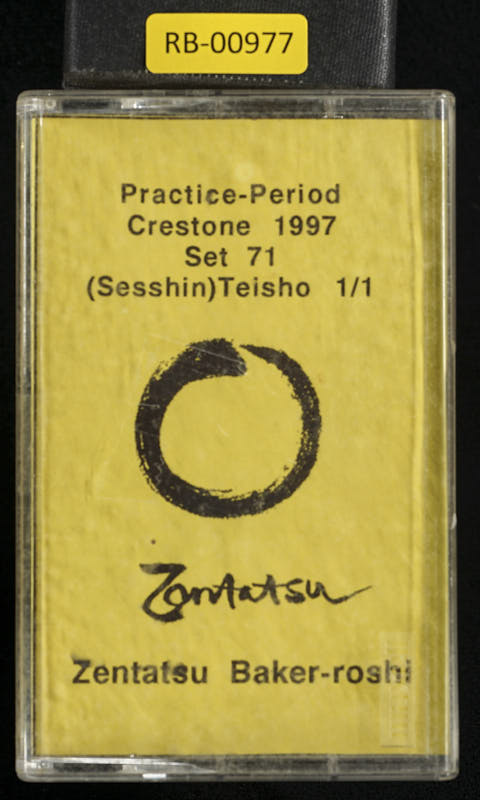 RB-00977
Practice-Period
Crestone 1997
Set 71
(Sesshin)Teisho 1/1
Zentatsu
Zentatsu Baker-roshi